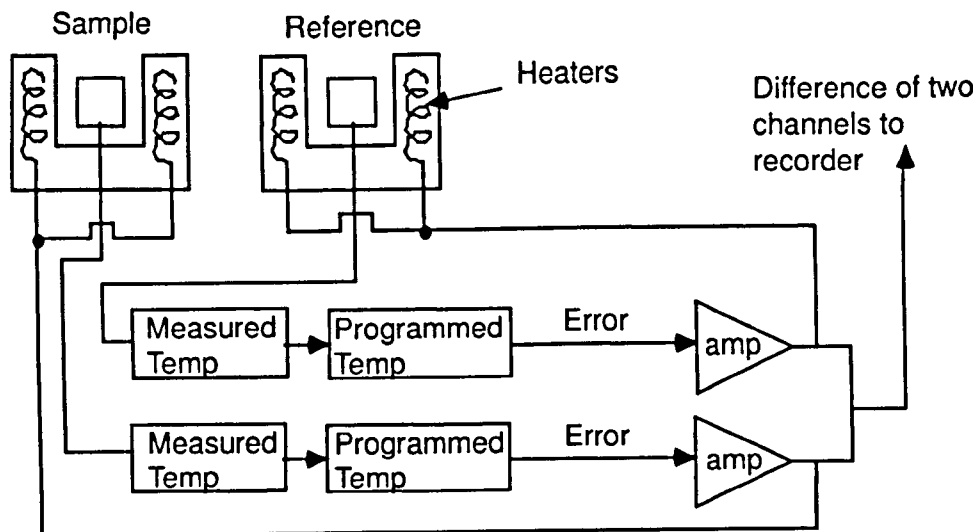 Sample
Reference
Heaters
Difference of two
channels to
recorder
Measured
Temp
Programmed
Temp
Error
amp
Measured
Temp
Programmed
Temp
Error
amp